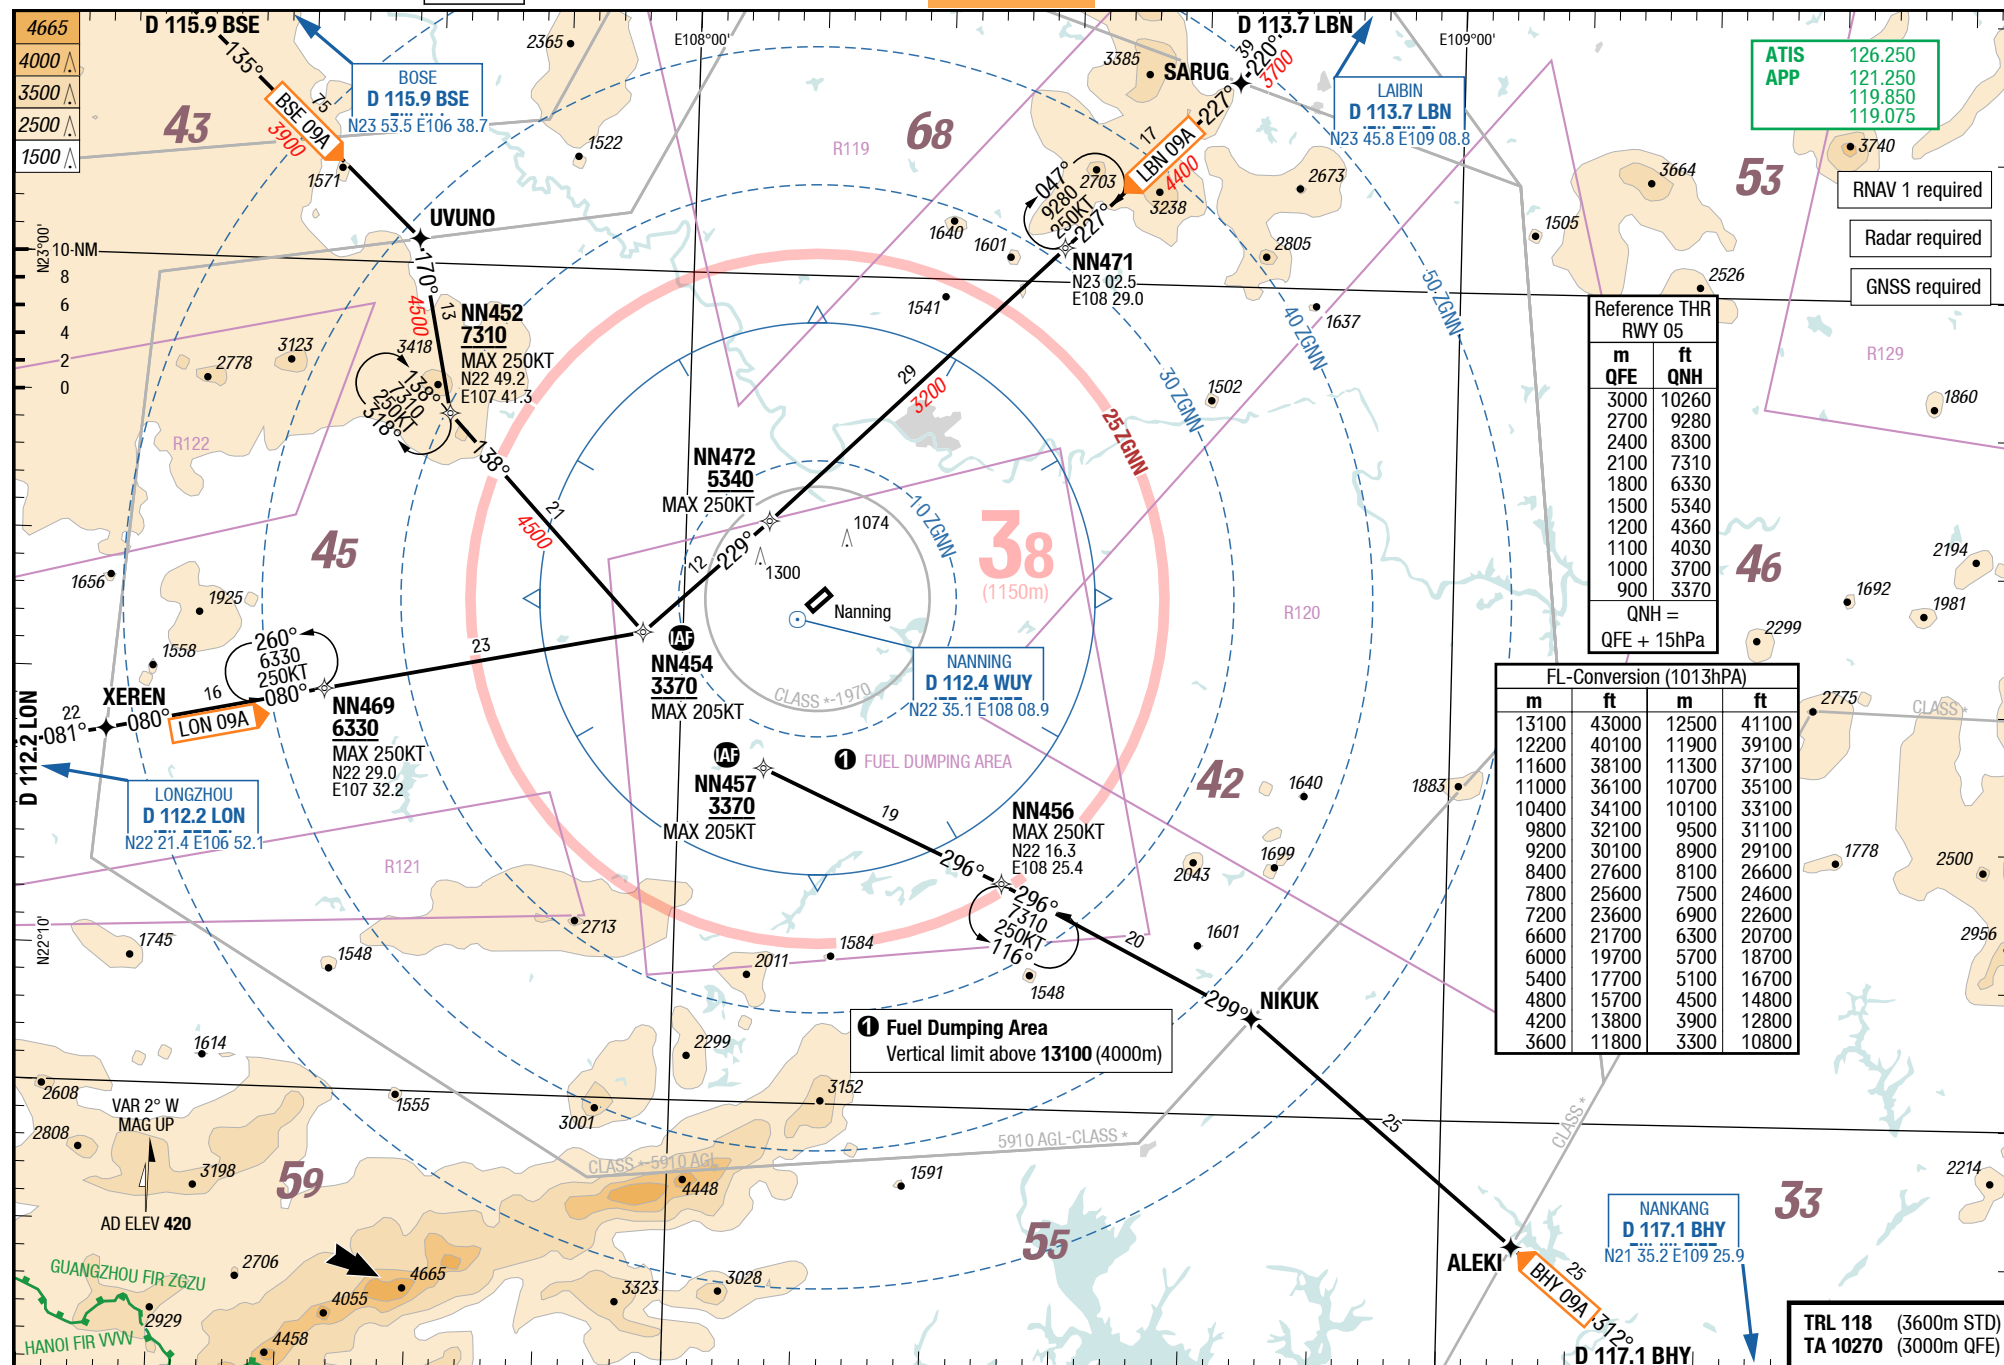 4665
4000
3500
2500
1500
D 115.9 BSE
135°
75
BSE 09A
3900
1571
43
BOSE
D 115.9 BSE
N23 53.5 E106 38.7
2365
1522
E108°00'
68
R119
3385
SARUG
D 113.7 LBN
39
220°
3700
227°
17
LBN 09A
4400
LAIBIN
D 113.7 LBN
N23 45.8 E109 08.8
E109°00'
ATIS 126.250
APP 121.250
119.850
119.075
3740
3664
53
RNAV 1 required
Radar required
GNSS required
2673
2703
3238
047°
9280
250KT
227°
1640
1601
2805
1505
2526
NN471
N23 02.5
E108 29.0
UVUNO
N23°00'
10-NM
8
6
4
2
0
170°
13
4500
NN452
7310
MAX 250KT
N22 49.2
E107 41.3
3418
138°
7310
250KT
318°
138°
2778
3123
R122
21
4500
1541
29
3200
1637
1502
50 ZGNN
40 ZGNN
30 ZGNN
25 ZGNN
10 ZGNN
Reference THR
RWY 05
m ft
QFE QNH
3000 10260
2700 9280
2400 8300
2100 7310
1800 6330
1500 5340
1200 4360
1100 4030
1000 3700
900 3370
QNH =
QFE + 15hPa
R129
1860
NN472
5340
MAX 250KT
229°
12
1300
1074
38
(1150m)
Nanning
45
46
2194
1692
1981
2299
1656
1925
1558
R120
260°
6330
250KT
080°
23
IAF
NN454
3370
MAX 205KT
NANNING
D 112.4 WUY
N22 35.1 E108 08.9
CLASS *-1970
XEREN
16
22
081°
080°
LON 09A
D 112.2 LON
NN469
6330
MAX 250KT
N22 29.0
E107 32.2
LONGZHOU
D 112.2 LON
N22 21.4 E106 52.1
IAF
NN457
3370
MAX 205KT
1 FUEL DUMPING AREA
19
296°
NN456
MAX 250KT
N22 16.3
E108 25.4
42
1640
1883
1699
2043
FL-Conversion (1013hPA)
m ft m ft
13100 43000 12500 41100
12200 40100 11900 39100
11600 38100 11300 37100
11000 36100 10700 35100
10400 34100 10100 33100
9800 32100 9500 31100
9200 30100 8900 29100
8400 27600 8100 26600
7800 25600 7500 24600
7200 23600 6900 22600
6600 21700 6300 20700
6000 19700 5700 18700
5400 17700 5100 16700
4800 15700 4500 14800
4200 13800 3900 12800
3600 11800 3300 10800
2775
CLASS *
1778
2500
2956
R121
2713
N22°10'
1745
1548
296°
7310
250KT
116°
20
1601
1548
1584
2011
299°
NIKUK
1 Fuel Dumping Area
Vertical limit above 13100 (4000m)
1614
2608
2299
VAR 2° W
MAG UP
1555
3001
3152
2808
3198
59
AD ELEV 420
CLASS *-5910 AGL
5910 AGL-CLASS *
CLASS *
25
4448
1591
55
2214
33
NANKANG
D 117.1 BHY
N21 35.2 E109 25.9
GUANGZHOU FIR ZGZU
HANOI FIR VVVV
2706
2929
4665
4055
4458
3323
3028
ALEKI
25
BHY 09A
312°
D 117.1 BHY
TRL 118 (3600m STD)
TA 10270 (3000m QFE)